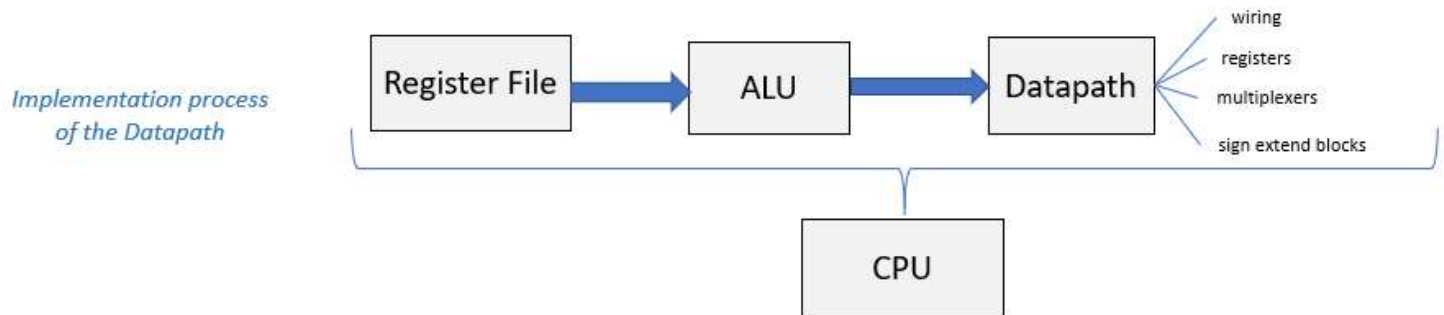 Implementation process
of the Datapath
Register File
ALU
Datapath
wiring
registers
multiplexers
sign extend blocks
CPU